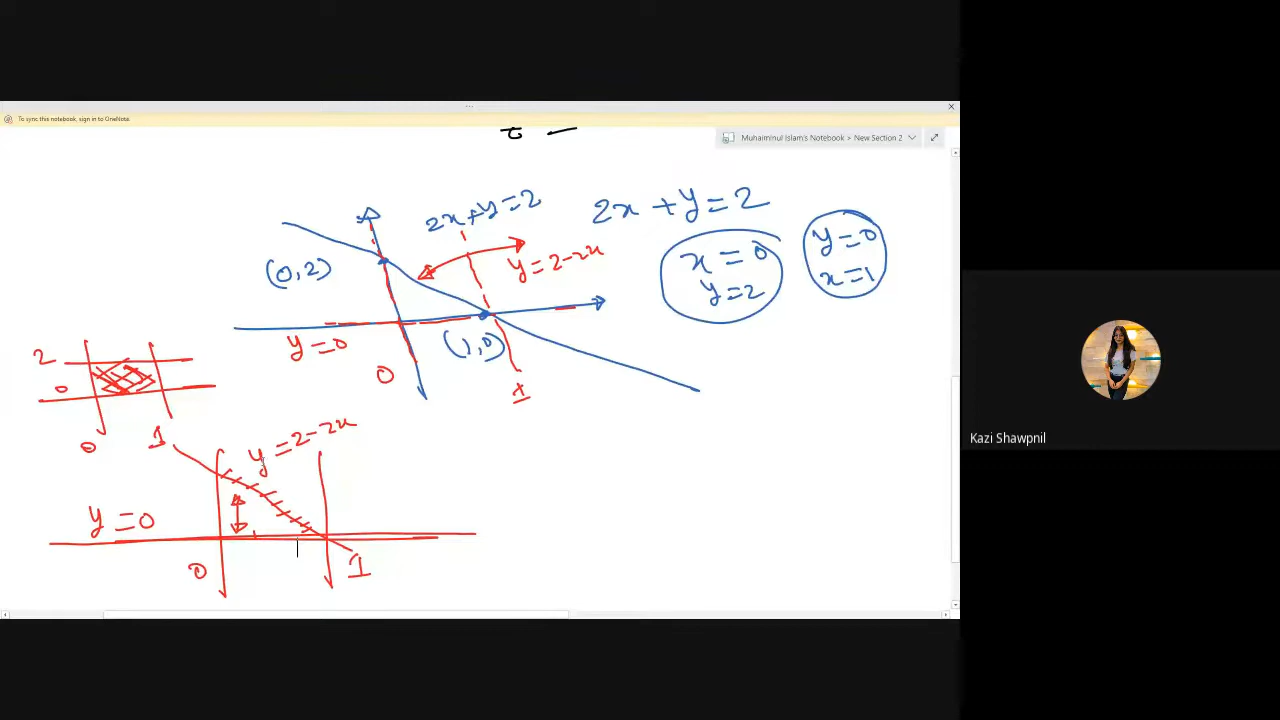 To sync this notebook, sign in to OneNote.
Muhaiminul Islam's Notebook > New Section 2
2x+y=2
2x+y=2
(0,2)
y=2-2x
x=0
y=2
y=0
x=1
y=0
(1,0)
0
1
2
0
0
1
y=2-2x
y=0
0
1
Kazi Shawpnil